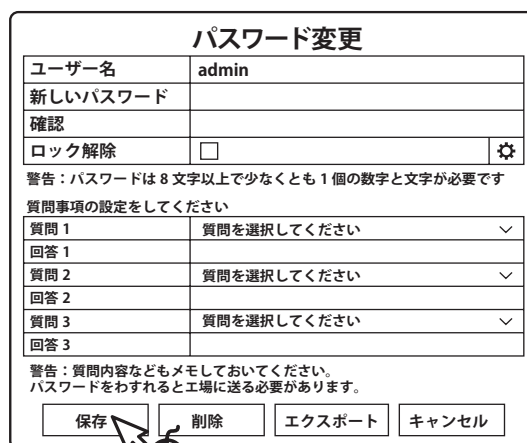 パスワード変更
ユーザー名 admin
新しいパスワード
確認
ロック解除
警告：パスワードは 8 文字以上で少なくとも 1 個の数字と文字が必要です
質問事項の設定をしてください
質問 1 質問を選択してください
回答 1
質問 2 質問を選択してください
回答 2
質問 3 質問を選択してください
回答 3
警告：質問内容などもメモしておいてください。
パスワードをわすれると工場に送る必要があります。
保存 削除 エクスポート キャンセル